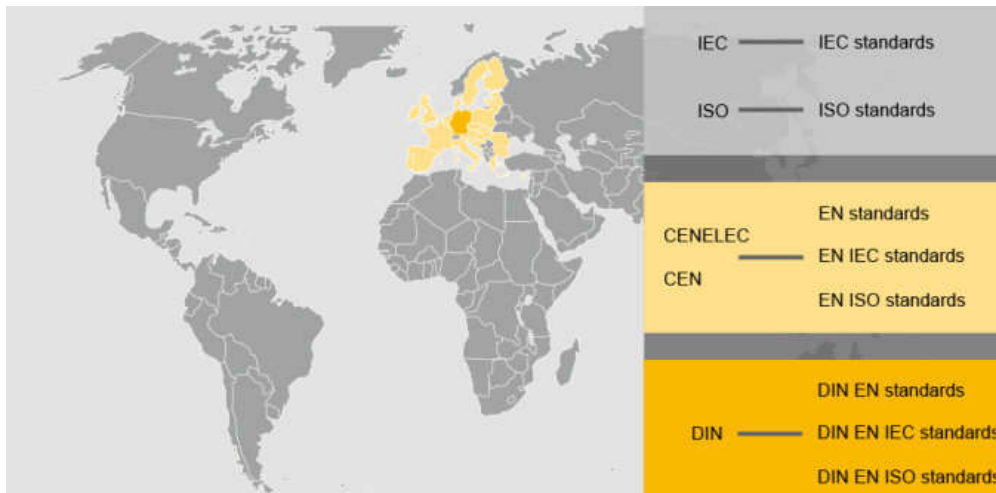 IEC IEC standards
ISO ISO standards
EN standards
CENELEC
EN IEC standards
CEN
EN ISO standards
DIN EN standards
DIN DIN EN IEC standards
DIN EN ISO standards